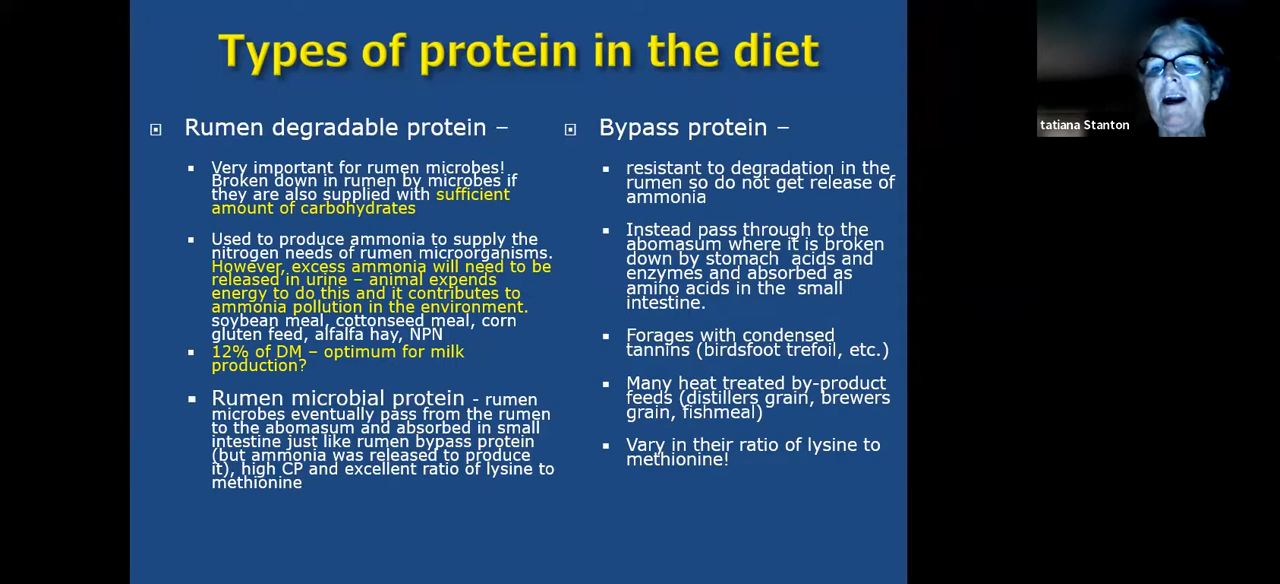 Types of protein in the diet
Rumen degradable protein –
Very important for rumen microbes!
Broken down in rumen by microbes if
they are also supplied with sufficient
amount of carbohydrates
Used to produce ammonia to supply the
nitrogen needs of rumen microorganisms.
However, excess ammonia will need to be
released in urine – animal expends
energy to do this and it contributes to
ammonia pollution in the environment.
soybean meal, cottonseed meal, corn
gluten feed, alfalfa hay, NPN
12% of DM – optimum for milk
production?
Rumen microbial protein - rumen
microbes eventually pass from the rumen
to the abomasum and absorbed in small
intestine just like rumen bypass protein
(but ammonia was released to produce
it), high CP and excellent ratio of lysine to
methionine
Bypass protein –
resistant to degradation in the
rumen so do not get release of
ammonia
Instead pass through to the
abomasum where it is broken
down by stomach acids and
enzymes and absorbed as
amino acids in the small
intestine.
Forages with condensed
tannins (birdsfoot trefoil, etc.)
Many heat treated by-product
feeds (distillers grain, brewers
grain, fishmeal)
Vary in their ratio of lysine to
methionine!
tatiana Stanton